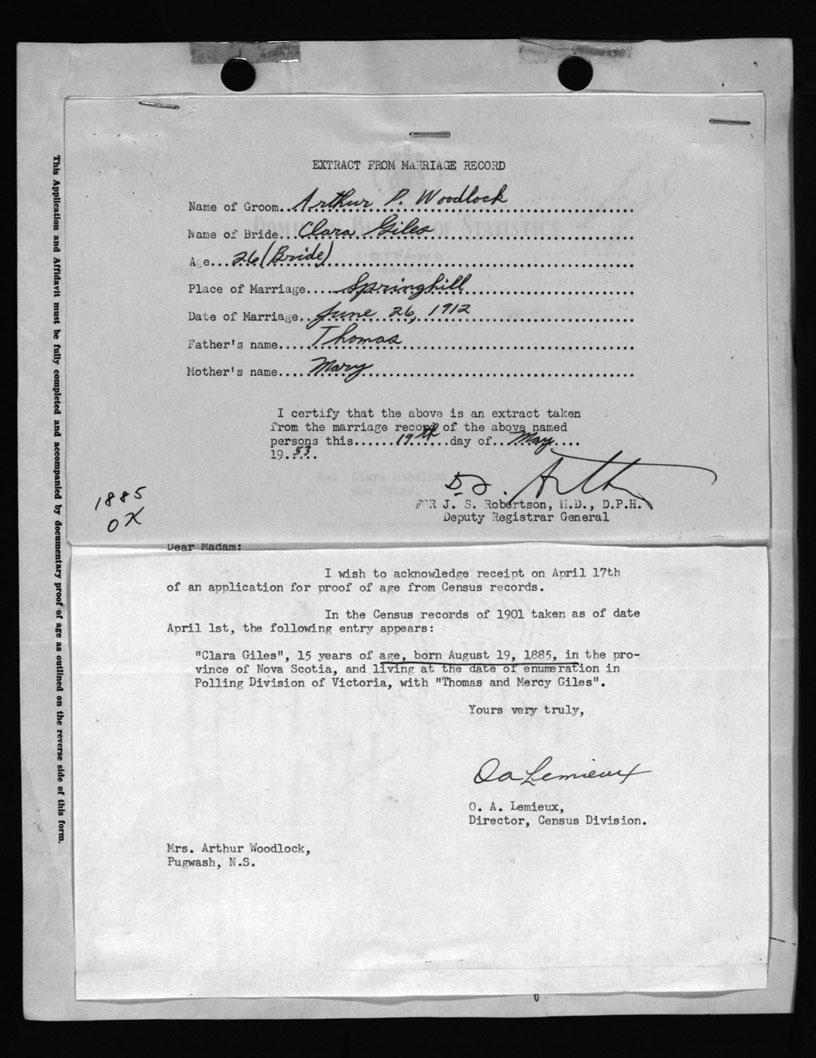 EXTRACT FROM MARRIAGE RECORD
Name of Groom..Arthur P. Woodlock
Name of Bride...Clara Giles
Age...26 (Bride)
Place of Marriage....Springhill
Date of Marriage..June 26, 1912
Father's name....Thomas
Mother's name....Mary
I certify that the above is an extract taken
from the marriage record of the above named
persons this......19th.day of..May....
19.53..
FOR J. S. Robertson, M.D., D.P.H.
Deputy Registrar General
1885
OK
Dear Madam:
I wish to acknowledge receipt on April 17th
of an application for proof of age from Census records.
In the Census records of 1901 taken as of date
April 1st, the following entry appears:
"Clara Giles", 15 years of age, born August 19, 1885, in the pro-
vince of Nova Scotia, and living at the date of enumeration in
Polling Division of Victoria, with "Thomas and Mercy Giles".
Yours very truly,
O A Lemieux
O. A. Lemieux,
Director, Census Division.
Mrs. Arthur Woodlock,
Pugwash, N.S.
This Application and Affidavit must be fully completed and accompanied by documentary proof of age as outlined on the reverse side of this form.